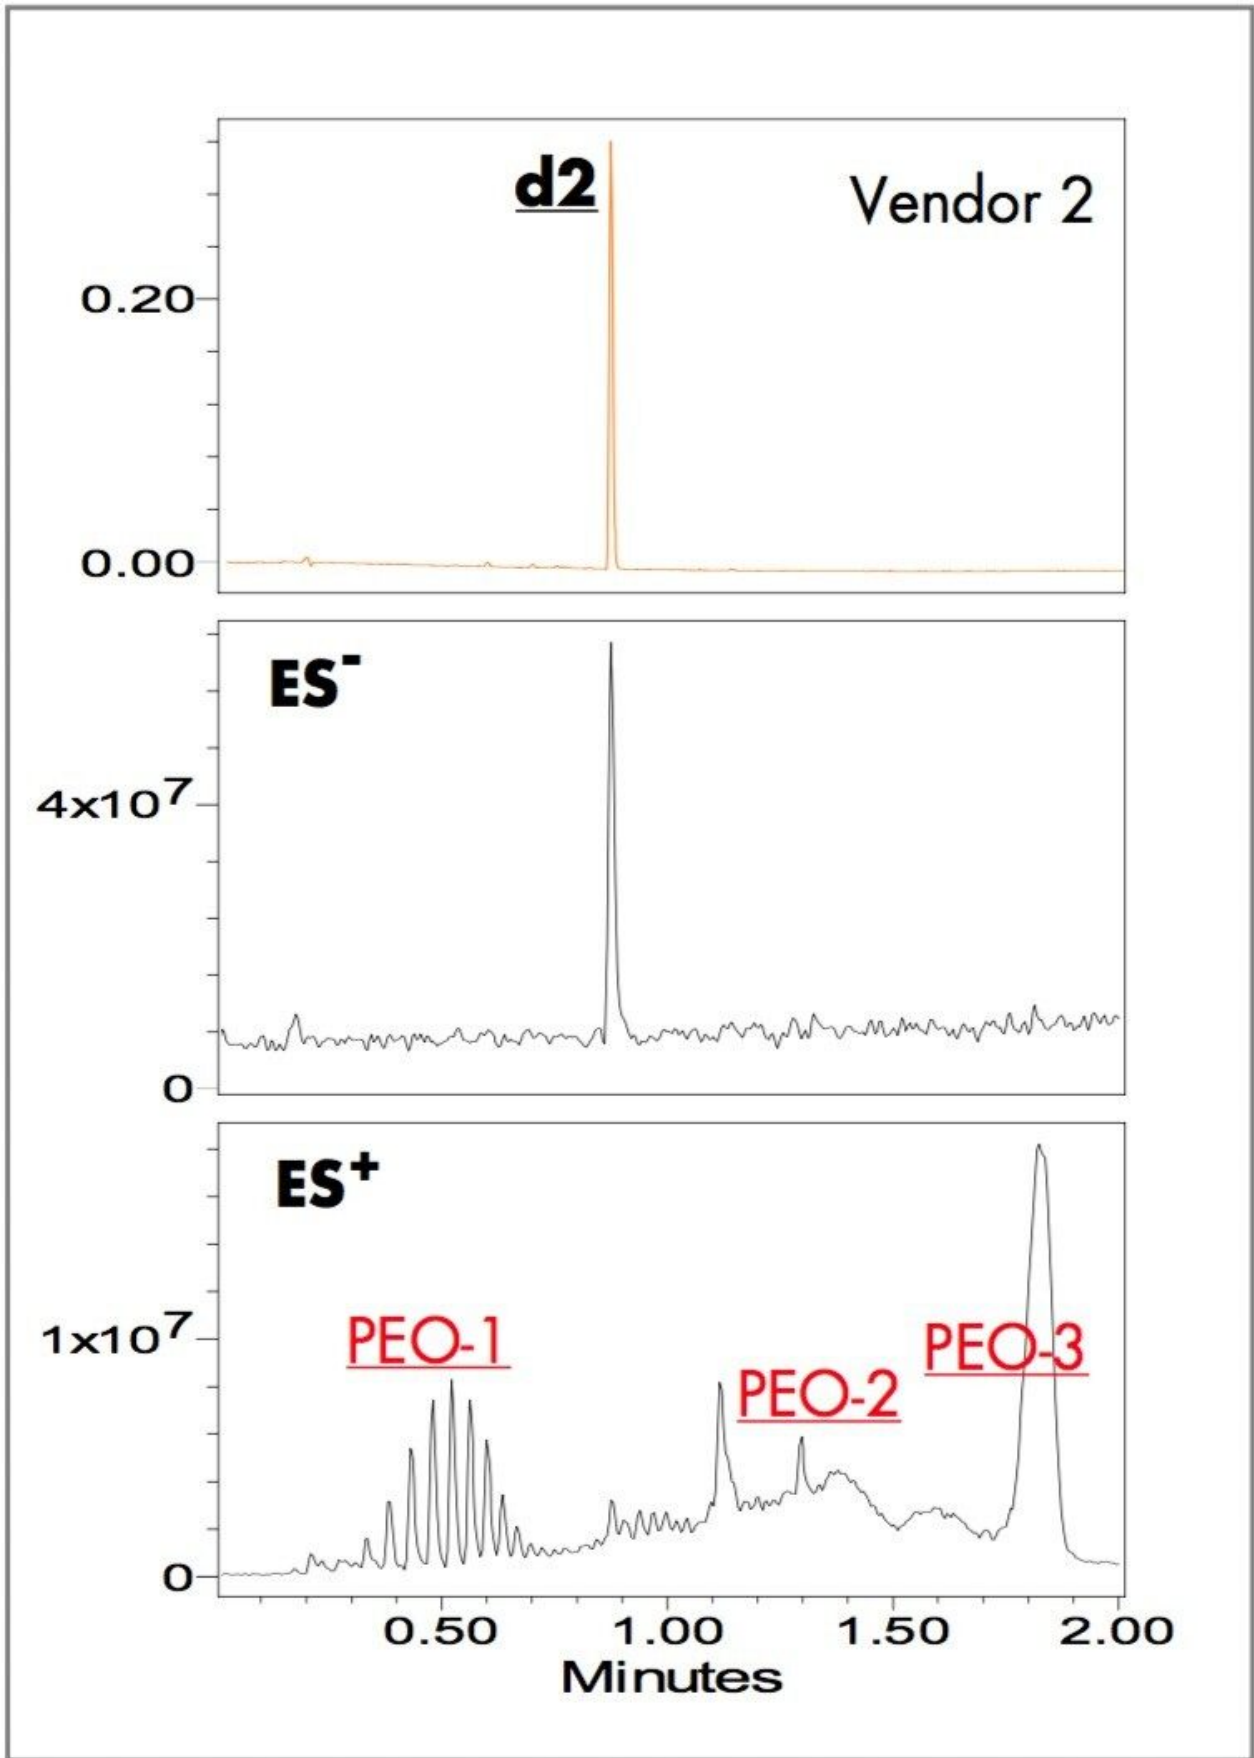 d2
Vendor 2
0.20
0.00
ES⁻
4x10⁷
0
ES⁺
1x10⁷
PEO-1
PEO-2
PEO-3
0
0.50 1.00 1.50 2.00
Minutes